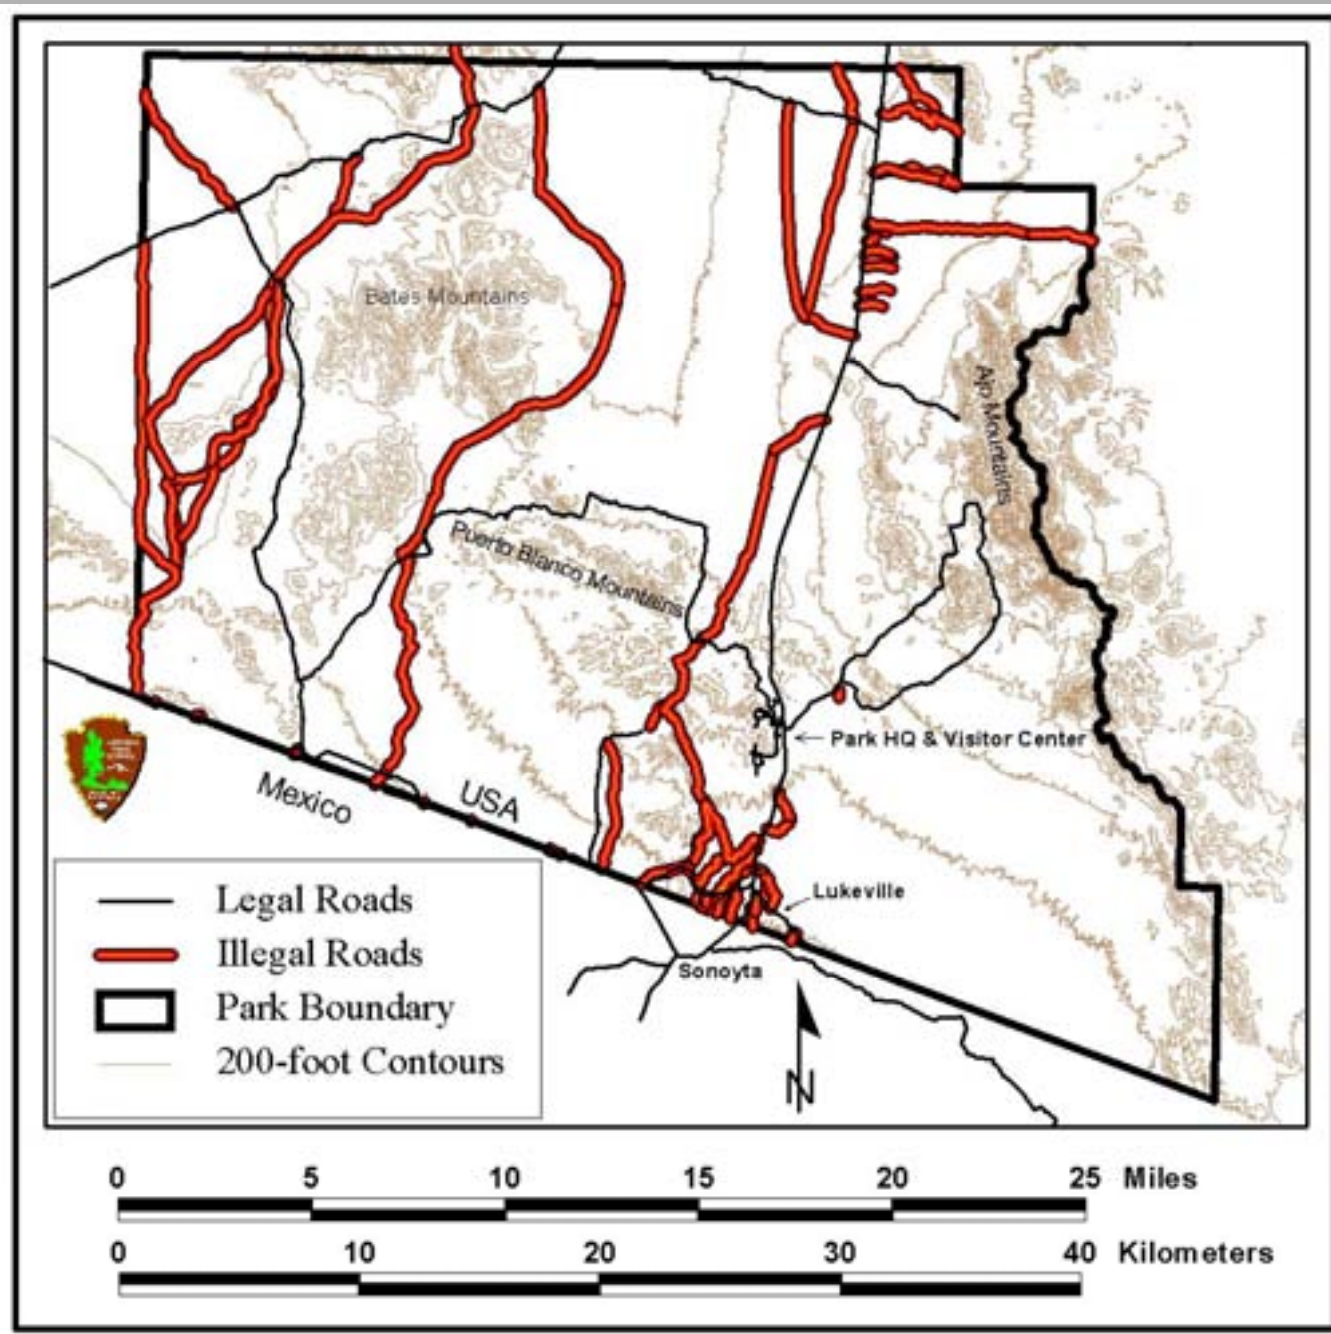 Bates Mountains
Ajo Mountains
Puerto Blanco Mountains
Park HQ & Visitor Center
Mexico
USA
Lukeville
Sonoyta
N
Legal Roads
Illegal Roads
Park Boundary
200-foot Contours
0 5 10 15 20 25 Miles
0 10 20 30 40 Kilometers